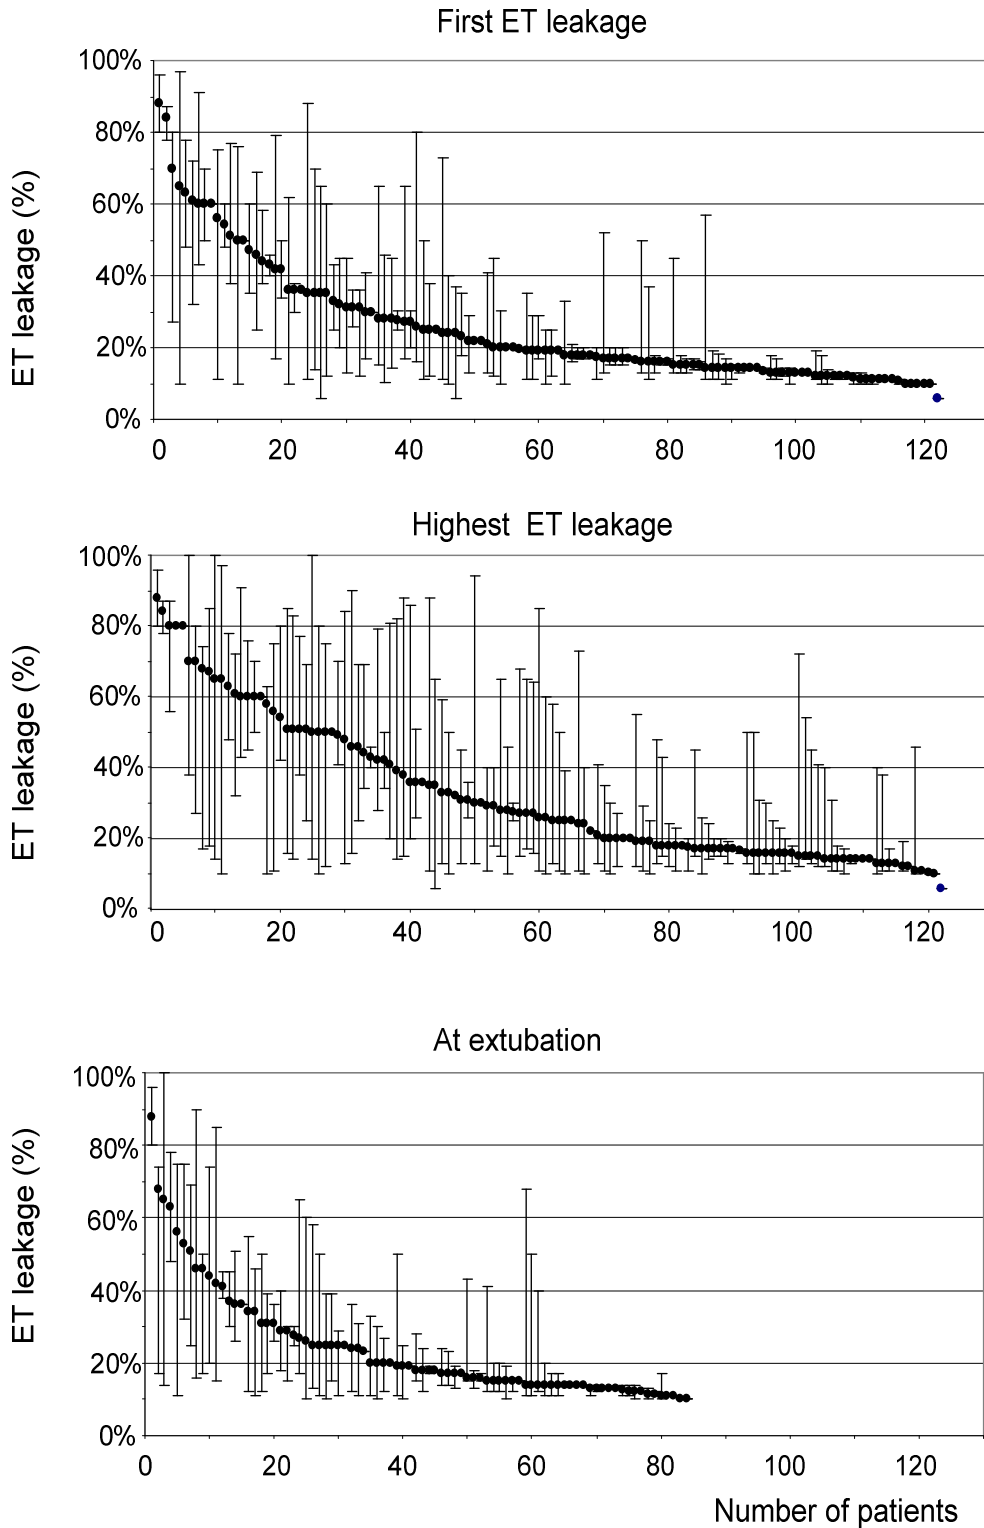 First ET leakage
100%
80%
60%
40%
20%
0%
ET leakage (%)
0 20 40 60 80 100 120
Highest ET leakage
100%
80%
60%
40%
20%
0%
ET leakage (%)
0 20 40 60 80 100 120
At extubation
100%
80%
60%
40%
20%
0%
ET leakage (%)
0 20 40 60 80 100 120
Number of patients